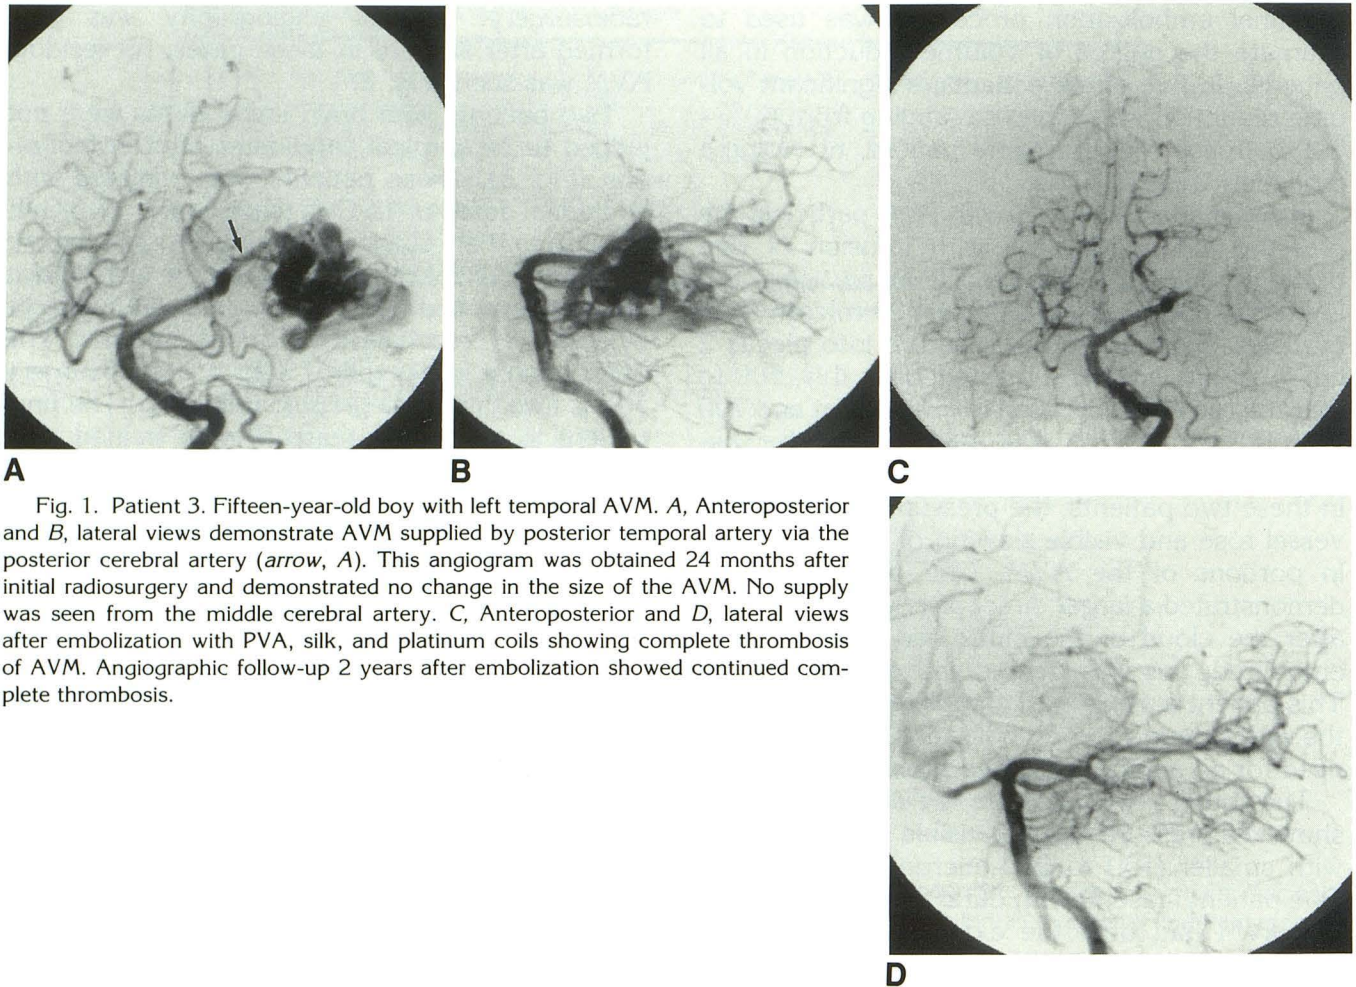 A
B
C
Fig. 1. Patient 3. Fifteen-year-old boy with left temporal AVM. A, Anteroposterior
and B, lateral views demonstrate AVM supplied by posterior temporal artery via the
posterior cerebral artery (arrow, A). This angiogram was obtained 24 months after
initial radiosurgery and demonstrated no change in the size of the AVM. No supply
was seen from the middle cerebral artery. C, Anteroposterior and D, lateral views
after embolization with PVA, silk, and platinum coils showing complete thrombosis
of AVM. Angiographic follow-up 2 years after embolization showed continued com-
plete thrombosis.
D